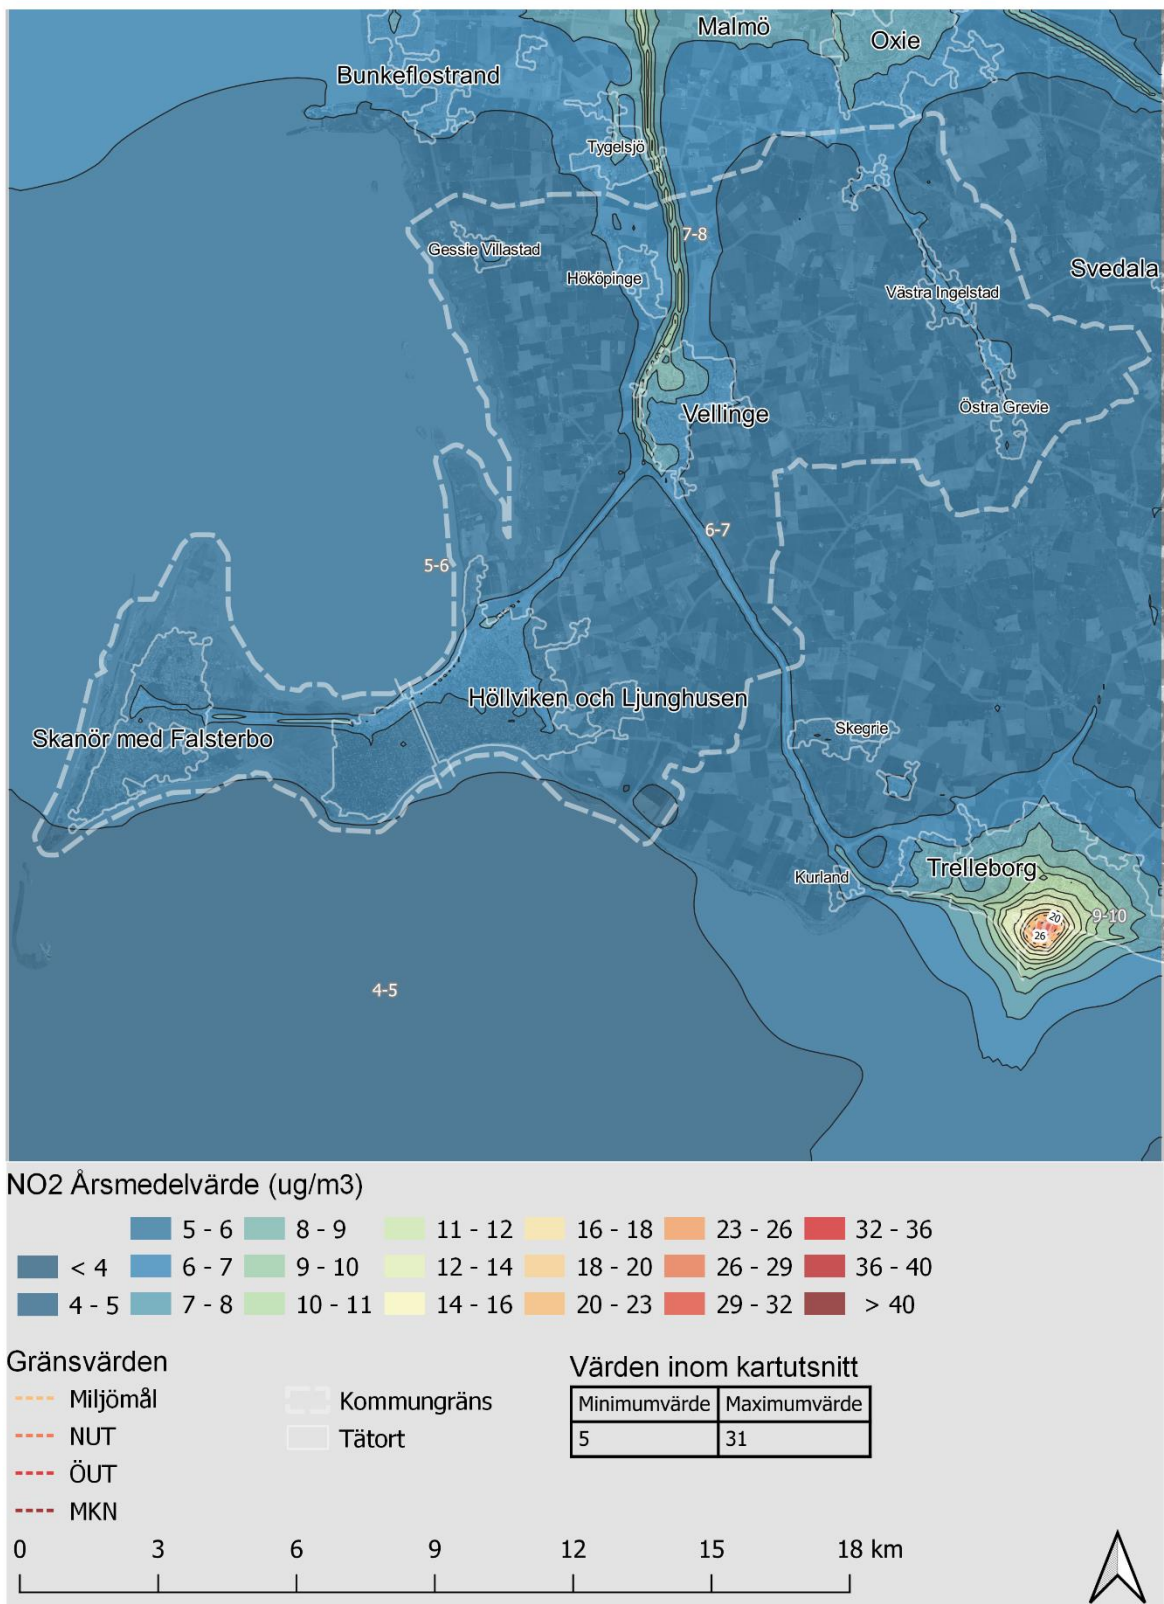 Malmö
Oxie
Bunkeflostrand
Tygelsjö
7-8
Gessie Villastad
Hököpinge
Svedala
Västra Ingelstad
Vellinge
Östra Grevie
6-7
5-6
Höllviken och Ljunghusen
Skanör med Falsterbo
Skegrie
Trelleborg
Kurland
20
9-10
26
4-5
NO2 Årsmedelvärde (ug/m3)
5 - 6 8 - 9 11 - 12 16 - 18 23 - 26 32 - 36
< 4 6 - 7 9 - 10 12 - 14 18 - 20 26 - 29 36 - 40
4 - 5 7 - 8 10 - 11 14 - 16 20 - 23 29 - 32 > 40
Gränsvärden
Miljömål
NUT
ÖUT
MKN
Kommungräns
Tätort
Värden inom kartutsnitt
Minimumvärde Maximumvärde
5 31
0 3 6 9 12 15 18 km